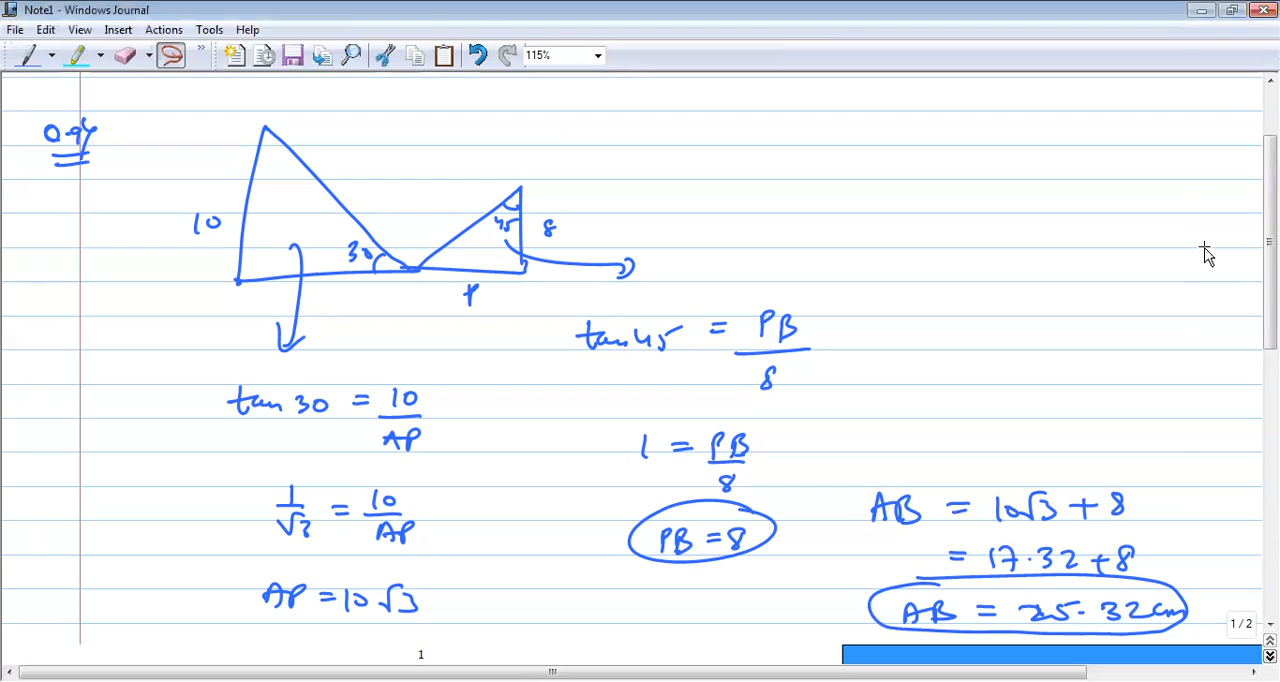 Note1 - Windows Journal
File Edit View Insert Actions Tools Help
115%
10
30
45
8
P
tan 45 = PB / 8
tan 30 = 10 / AP
1 = PB / 8
1 / √3 = 10 / AP
PB = 8
AP = 10√3
AB = 10√3 + 8
= 17.32 + 8
AB = 25.32 cm
1 / 2
1